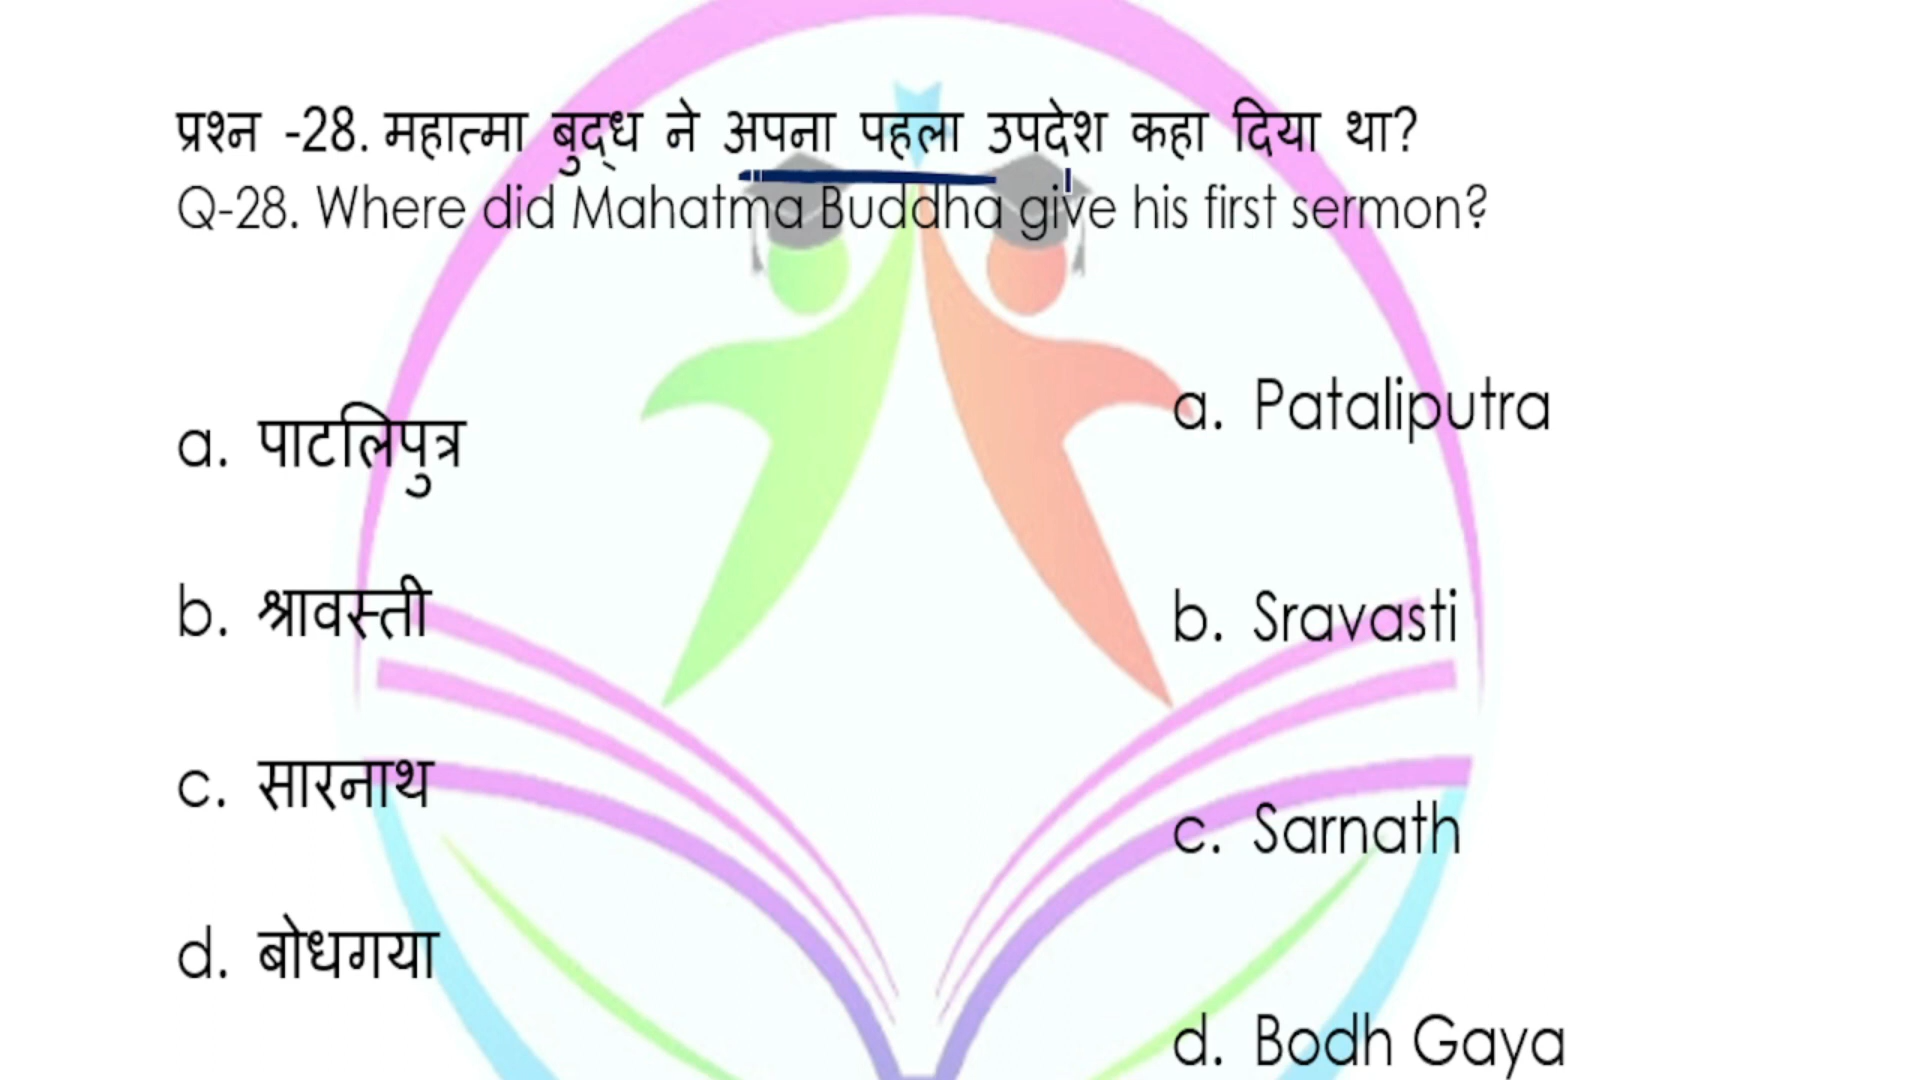 प्रश्न -28. महात्मा बुद्ध ने अपना पहला उपदेश कहा दिया था?
Q-28. Where did Mahatma Buddha give his first sermon?
a. पाटलिपुत्र
b. श्रावस्ती
c. सारनाथ
d. बोधगया
a. Pataliputra
b. Sravasti
c. Sarnath
d. Bodh Gaya